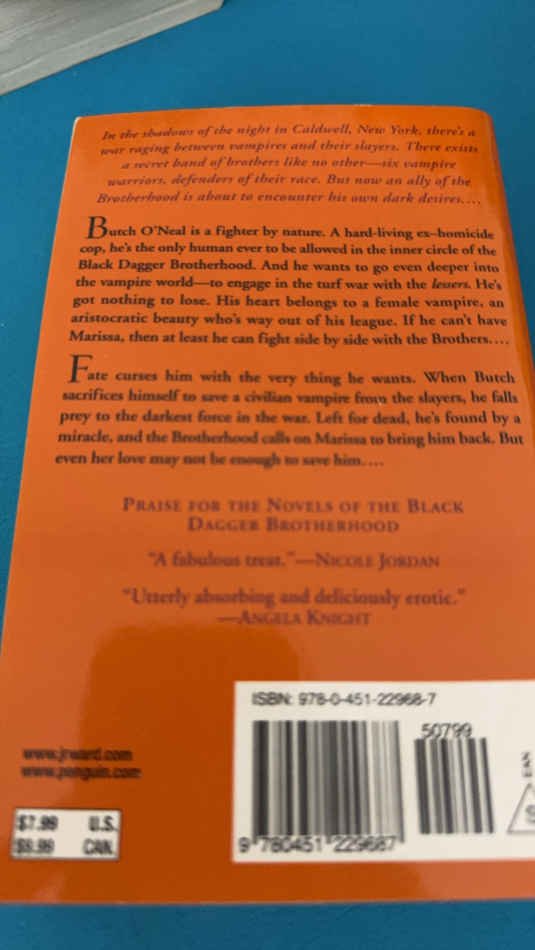 In the shadows of the night in Caldwell, New York, there's a
war raging between vampires and their slayers. There exists
a secret band of brothers like no other—six vampire
warriors, defenders of their race. But now an ally of the
Brotherhood is about to encounter his own dark desires....
Butch O'Neal is a fighter by nature. A hard-living ex-homicide
cop, he's the only human ever to be allowed in the inner circle of the
Black Dagger Brotherhood. And he wants to go even deeper into
the vampire world—to engage in the turf war with the lessers. He's
got nothing to lose. His heart belongs to a female vampire, an
aristocratic beauty who's way out of his league. If he can't have
Marissa, then at least he can fight side by side with the Brothers....
Fate curses him with the very thing he wants. When Butch
sacrifices himself to save a civilian vampire from the slayers, he falls
prey to the darkest force in the war. Left for dead, he's found by a
miracle, and the Brotherhood calls on Marissa to bring him back. But
even her love may not be enough to save him....
PRAISE FOR THE NOVELS OF THE BLACK
DAGGER BROTHERHOOD
"A fabulous treat."—NICOLE JORDAN
"Utterly absorbing and deliciously erotic."
—ANGELA KNIGHT
ISBN: 978-0-451-22968-7
50799
EAN
S
9 780451 229687
www.jrward.com
www.penguin.com
$7.99 U.S.
$9.99 CAN.